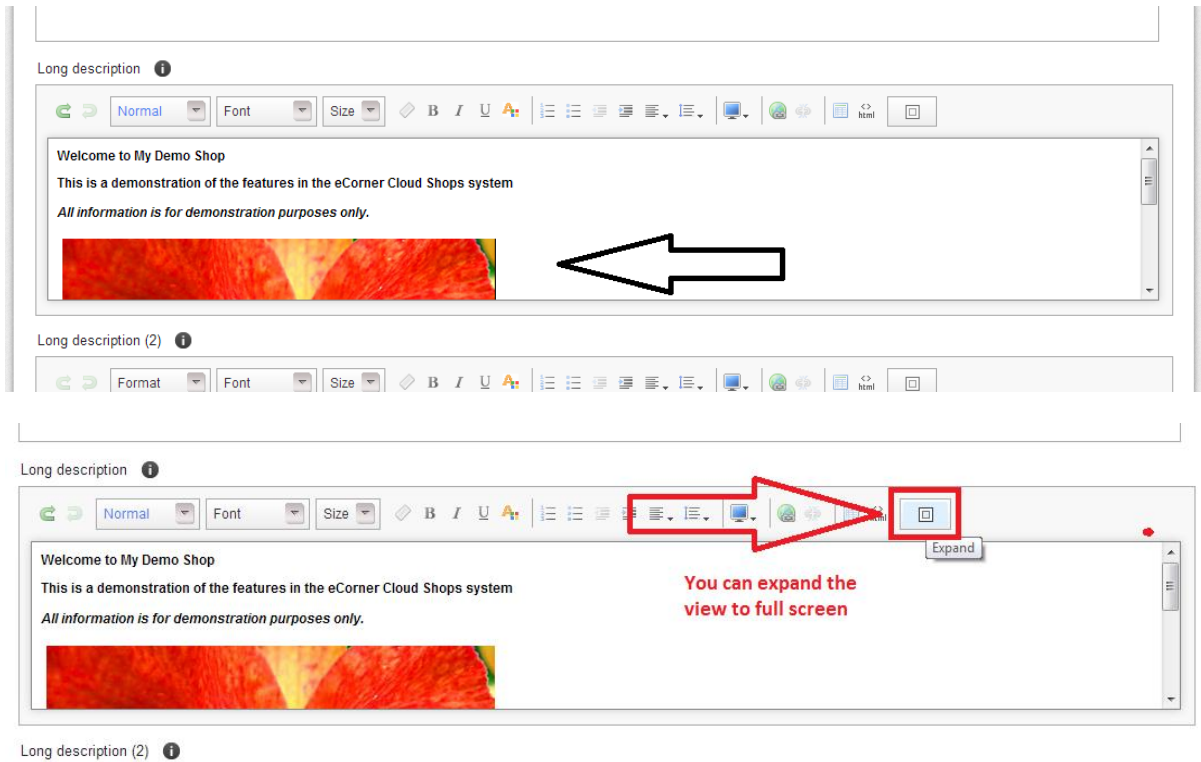 Long description
Normal Font Size B I U A html
Welcome to My Demo Shop
This is a demonstration of the features in the eCorner Cloud Shops system
All information is for demonstration purposes only.
Long description (2)
Format Font Size B I U A html
Long description
Normal Font Size B I U A html
Expand
Welcome to My Demo Shop
This is a demonstration of the features in the eCorner Cloud Shops system
All information is for demonstration purposes only.
You can expand the
view to full screen
Long description (2)